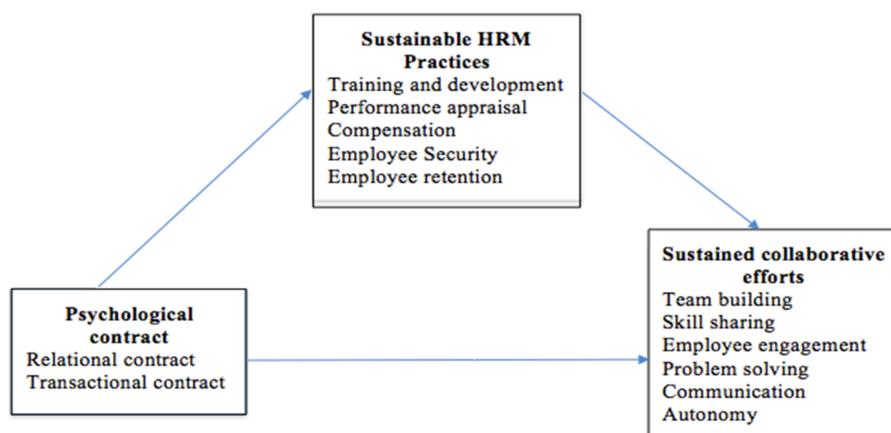 Sustainable HRM
Practices
Training and development
Performance appraisal
Compensation
Employee Security
Employee retention
Psychological
contract
Relational contract
Transactional contract
Sustained collaborative
efforts
Team building
Skill sharing
Employee engagement
Problem solving
Communication
Autonomy